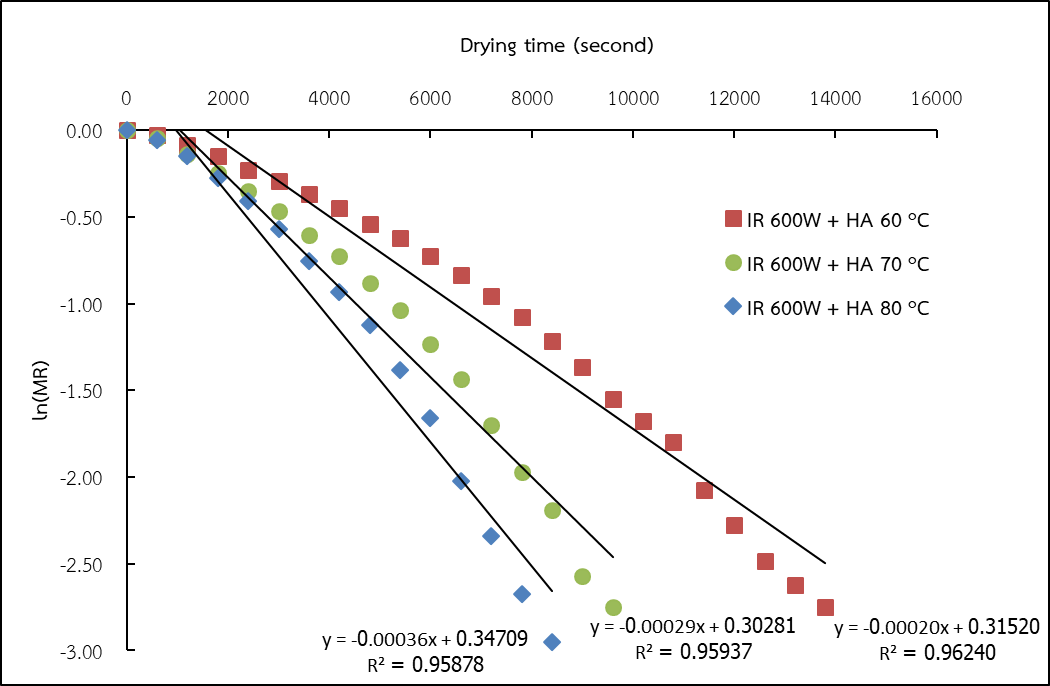 Drying time (second)
0 2000 4000 6000 8000 10000 12000 14000 16000
0.00
-0.50
-1.00
-1.50
-2.00
-2.50
-3.00
ln(MR)
IR 600W + HA 60 °C
IR 600W + HA 70 °C
IR 600W + HA 80 °C
y = -0.00036x + 0.34709
R² = 0.95878
y = -0.00029x + 0.30281
R² = 0.95937
y = -0.00020x + 0.31520
R² = 0.96240